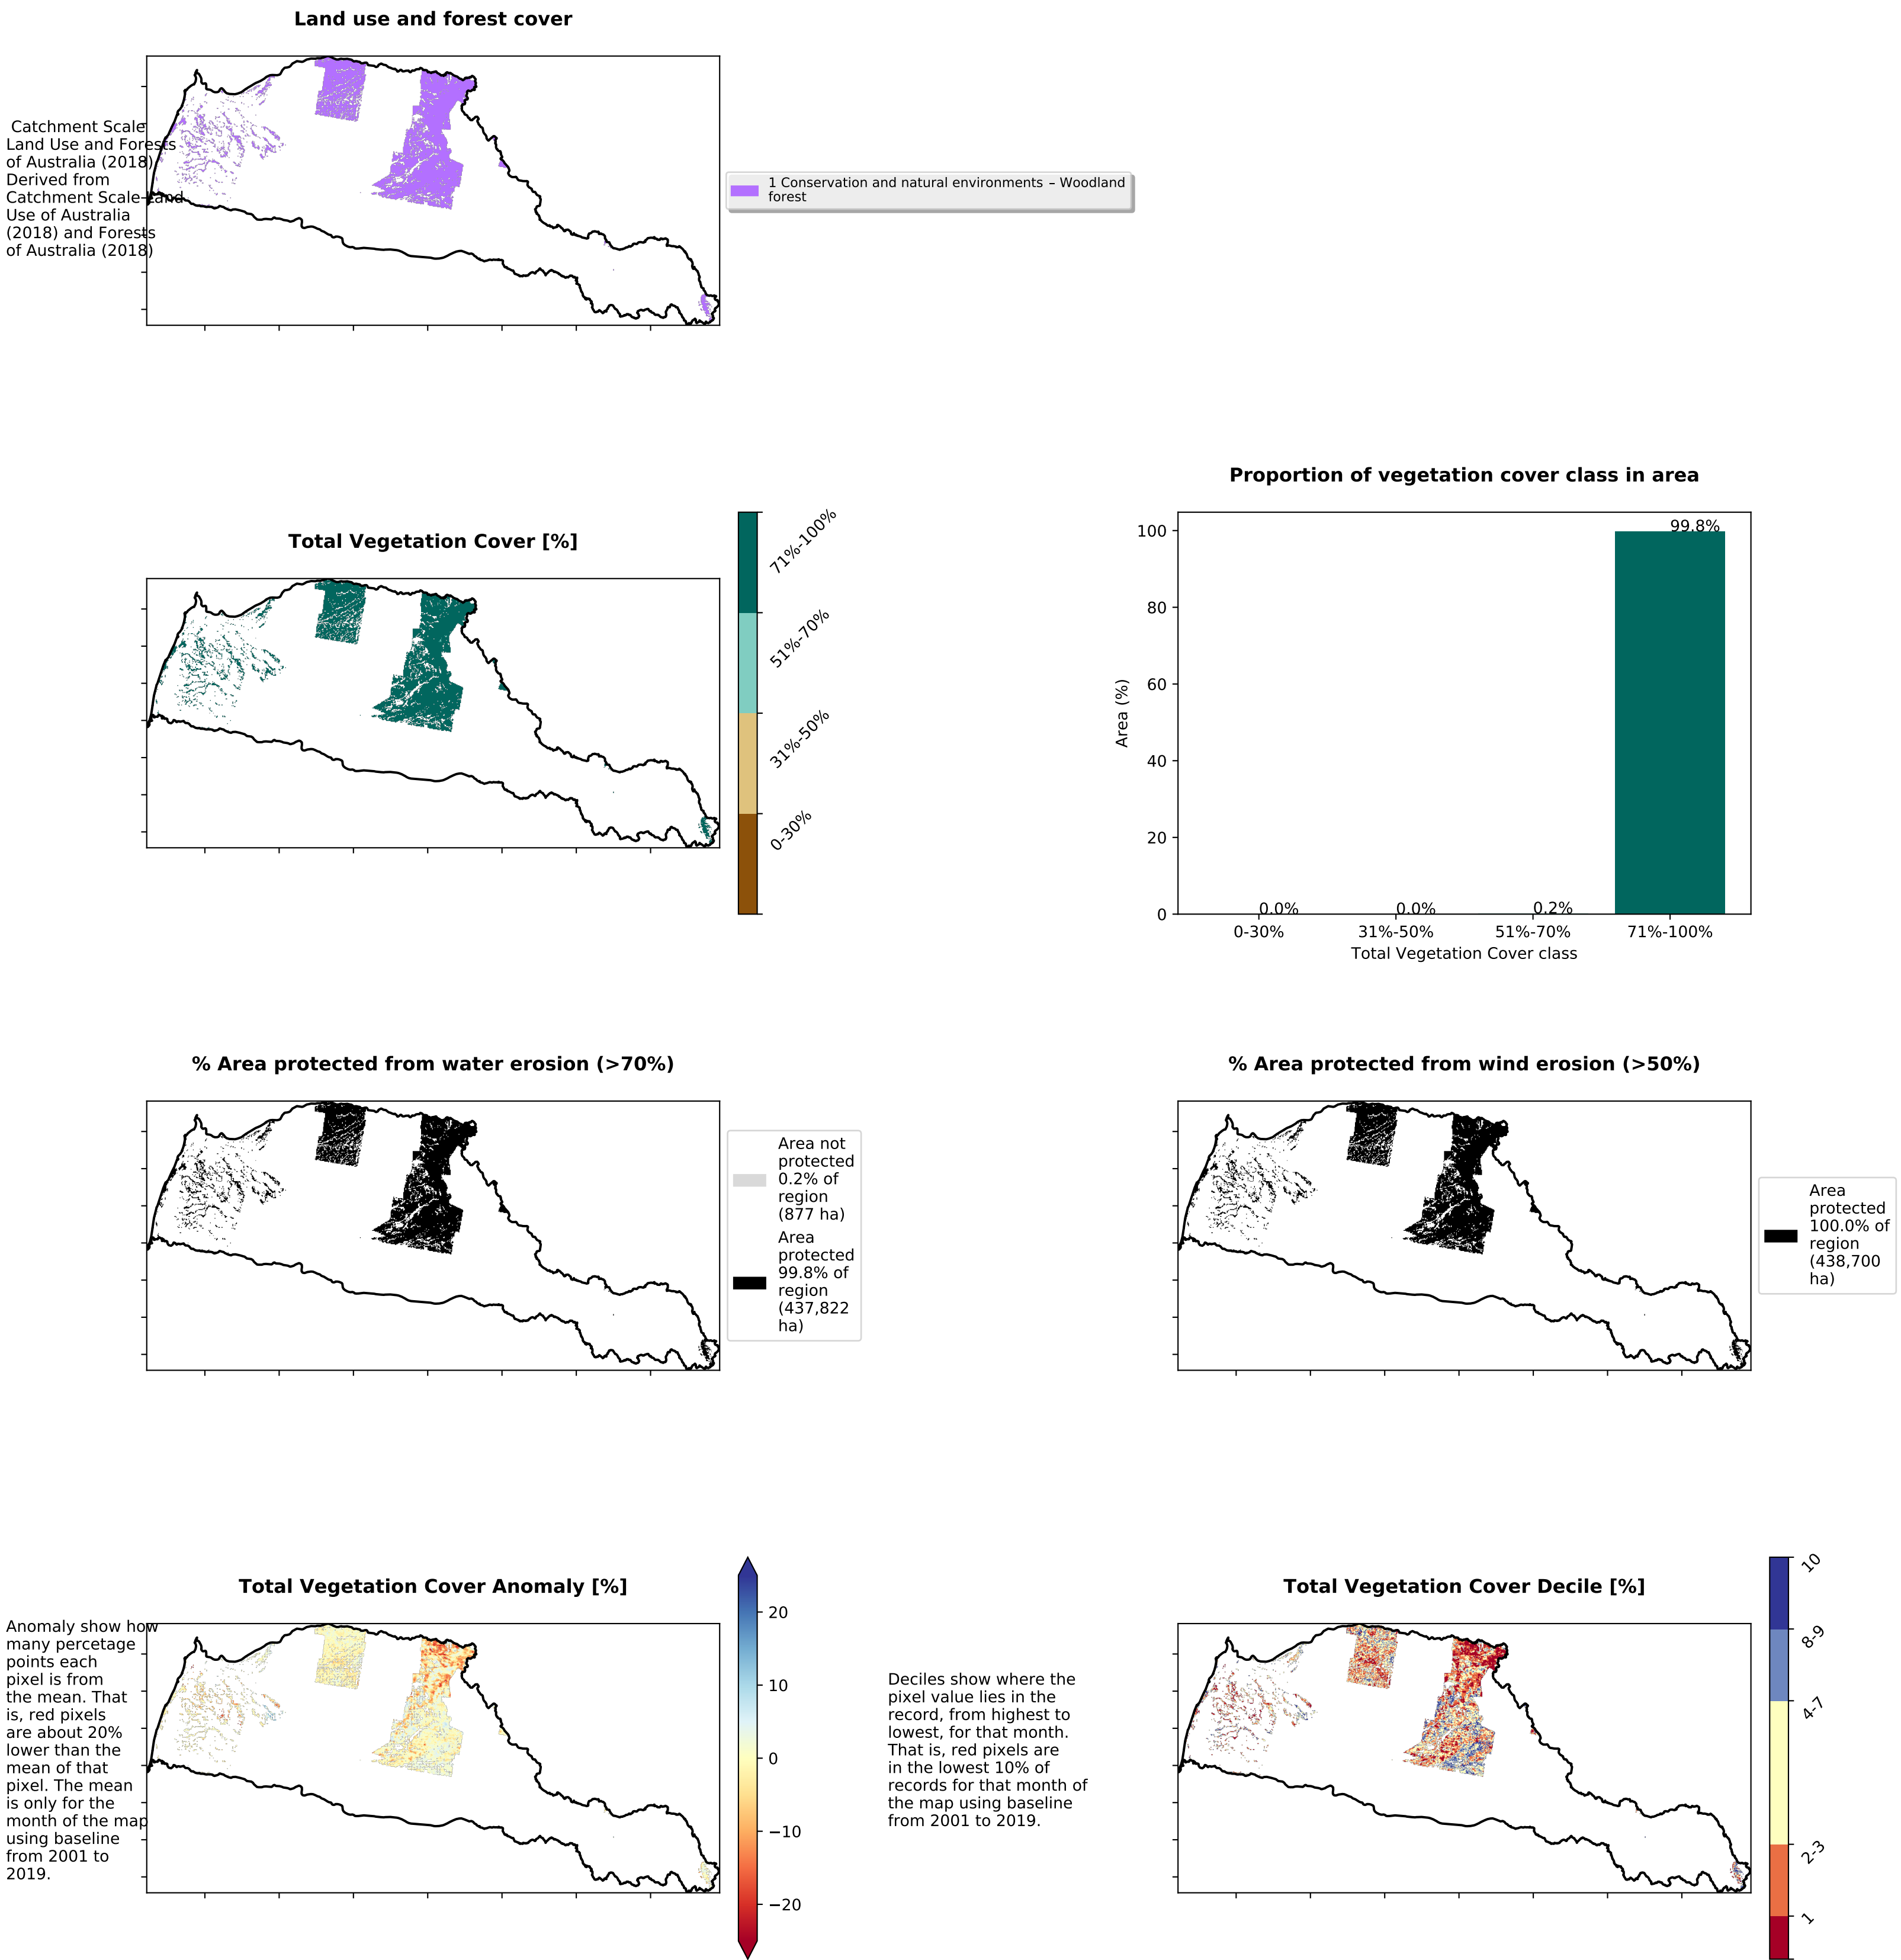 Land use and forest cover
Catchment Scale
Land Use and Forests
of Australia (2018)
Derived from
Catchment Scale Land
Use of Australia
(2018) and Forests
of Australia (2018)
1 Conservation and natural environments – Woodland
forest
Total Vegetation Cover [%]
71%-100%
51%-70%
31%-50%
0-30%
Proportion of vegetation cover class in area
100
80
60
40
20
0
Area (%)
0.0%
0.0%
0.2%
99.8%
0-30%
31%-50%
51%-70%
71%-100%
Total Vegetation Cover class
% Area protected from water erosion (>70%)
Area not
protected
0.2% of
region
(877 ha)
Area
protected
99.8% of
region
(437,822
ha)
% Area protected from wind erosion (>50%)
Area
protected
100.0% of
region
(438,700
ha)
Total Vegetation Cover Anomaly [%]
Anomaly show how
many percetage
points each
pixel is from
the mean. That
is, red pixels
are about 20%
lower than the
mean of that
pixel. The mean
is only for the
month of the map
using baseline
from 2001 to
2019.
20
10
0
−10
−20
Deciles show where the
pixel value lies in the
record, from highest to
lowest, for that month.
That is, red pixels are
in the lowest 10% of
records for that month of
the map using baseline
from 2001 to 2019.
Total Vegetation Cover Decile [%]
10
8-9
4-7
2-3
1